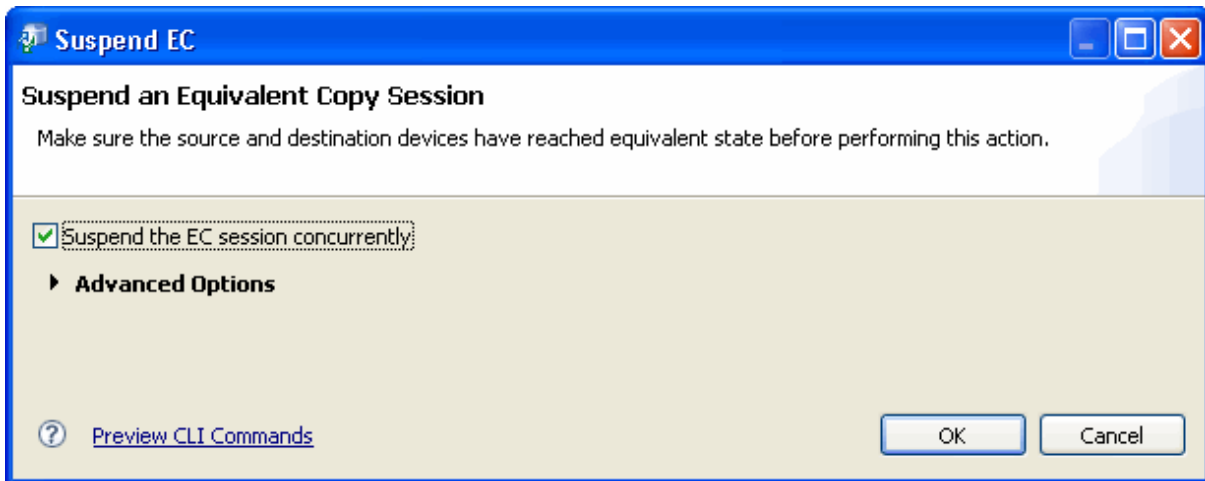 Suspend EC
Suspend an Equivalent Copy Session
Make sure the source and destination devices have reached equivalent state before performing this action.
Suspend the EC session concurrently
Advanced Options
? Preview CLI Commands OK Cancel